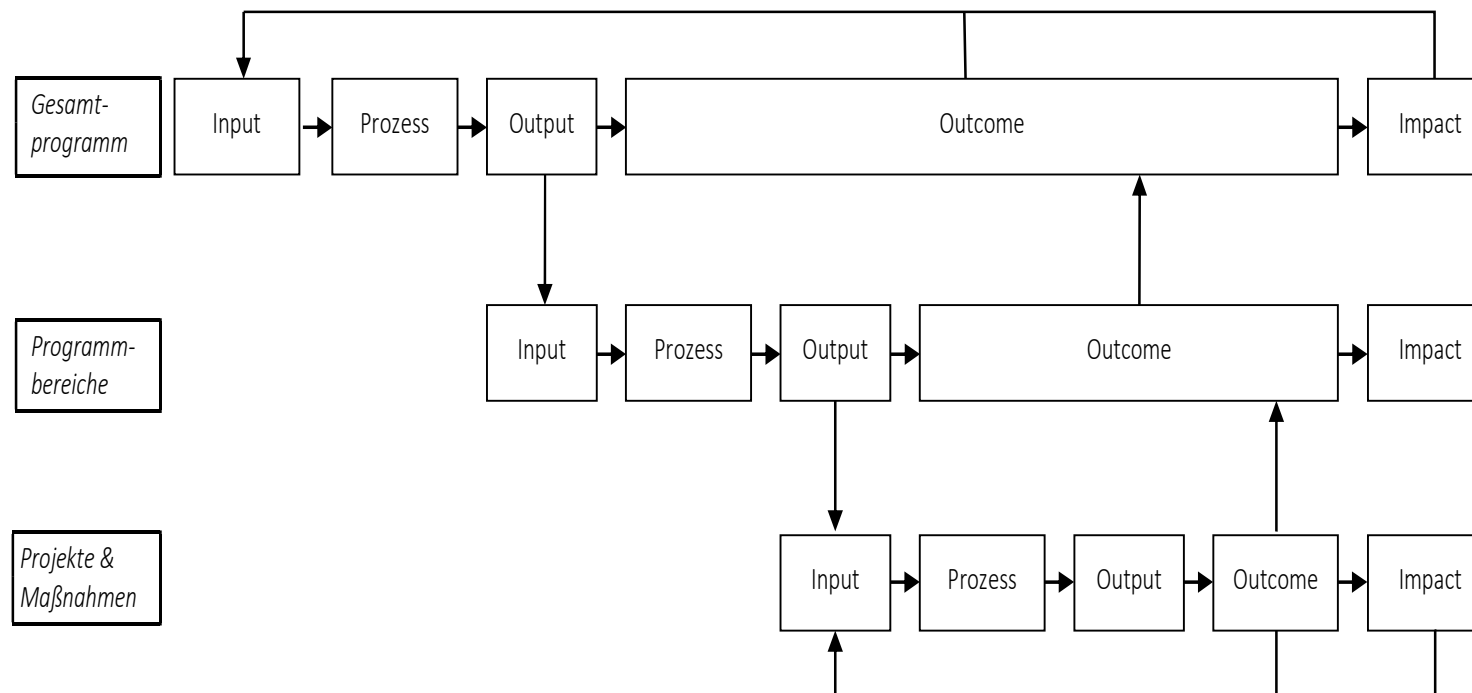 Gesamt-
programm
Input
Prozess
Output
Outcome
Impact
Programm-
bereiche
Input
Prozess
Output
Outcome
Impact
Projekte &
Maßnahmen
Input
Prozess
Output
Outcome
Impact